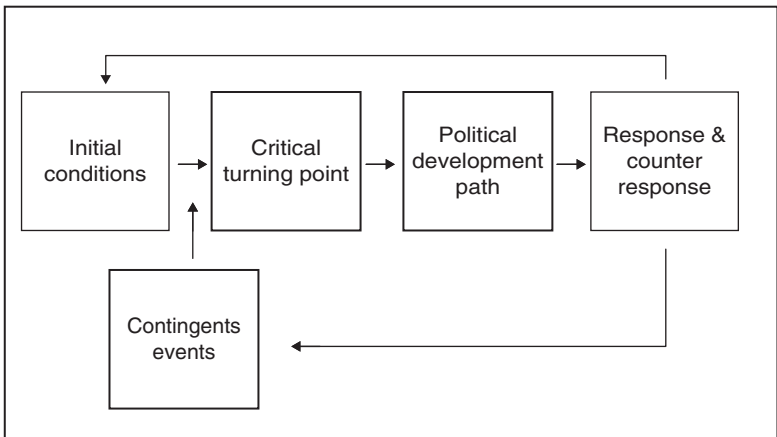 Initial
conditions
Critical
turning point
Political
development
path
Response &
counter
response
Contingents
events